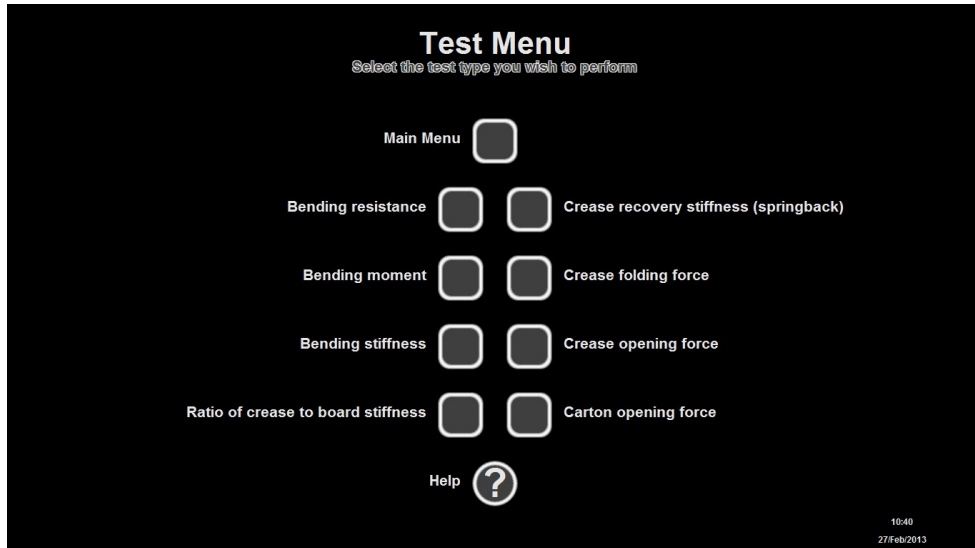 Test Menu
Select the test type you wish to perform
Main Menu
Bending resistance
Crease recovery stiffness (springback)
Bending moment
Crease folding force
Bending stiffness
Crease opening force
Ratio of crease to board stiffness
Carton opening force
Help
?
10:40
27/Feb/2013